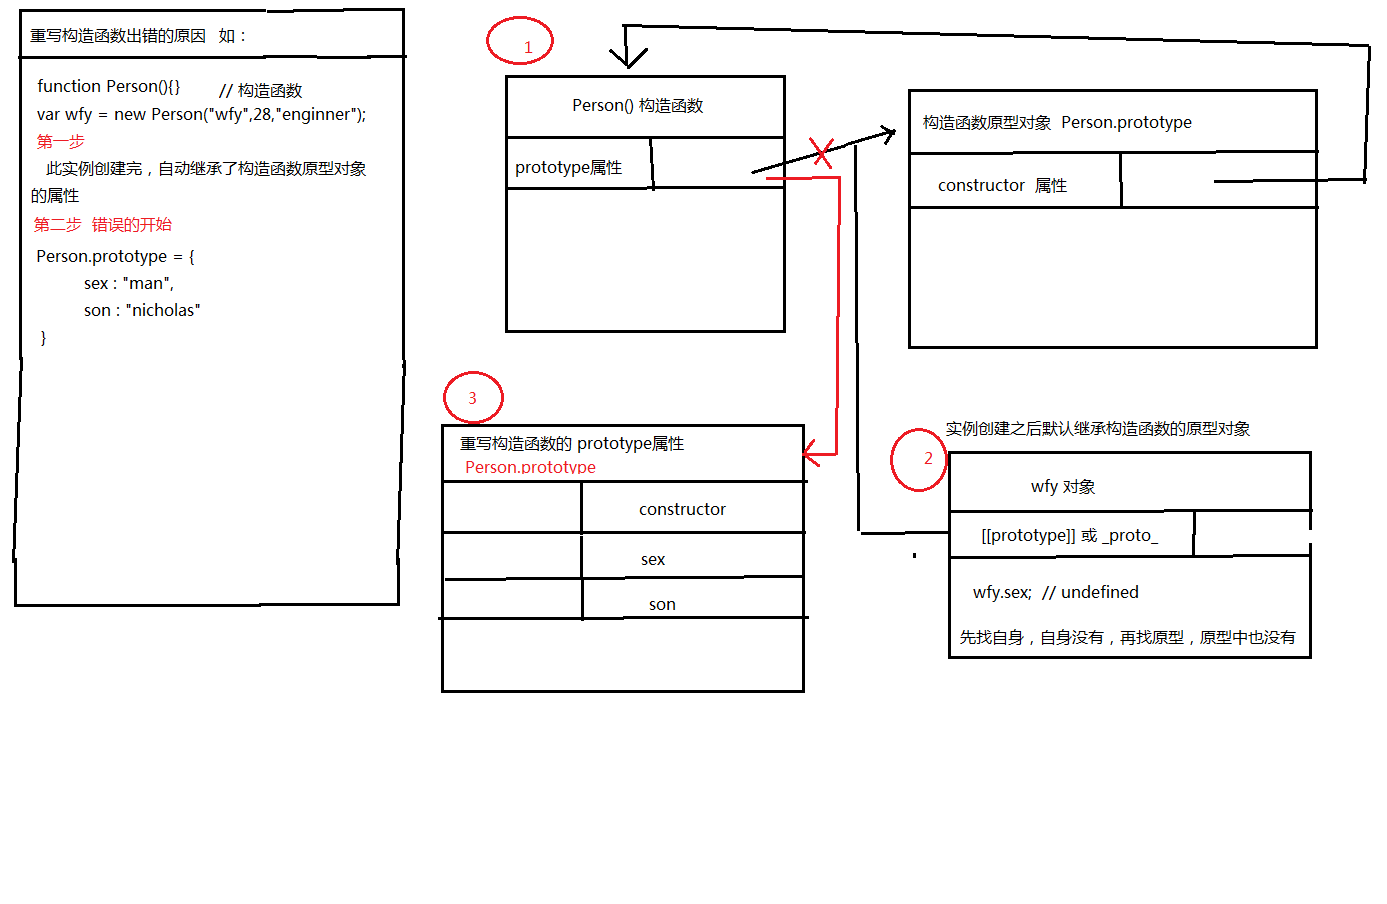 重写构造函数出错的原因 如：
function Person(){} // 构造函数
var wfy = new Person("wfy",28,"enginner");
第一步
此实例创建完，自动继承了构造函数原型对象
的属性
第二步 错误的开始
Person.prototype = {
sex : "man",
son : "nicholas"
}
1
Person() 构造函数
prototype属性
构造函数原型对象 Person.prototype
constructor 属性
3
重写构造函数的 prototype属性
Person.prototype
constructor
sex
son
实例创建之后默认继承构造函数的原型对象
2
wfy 对象
[[prototype]] 或 _proto_
wfy.sex; // undefined
先找自身，自身没有，再找原型，原型中也没有